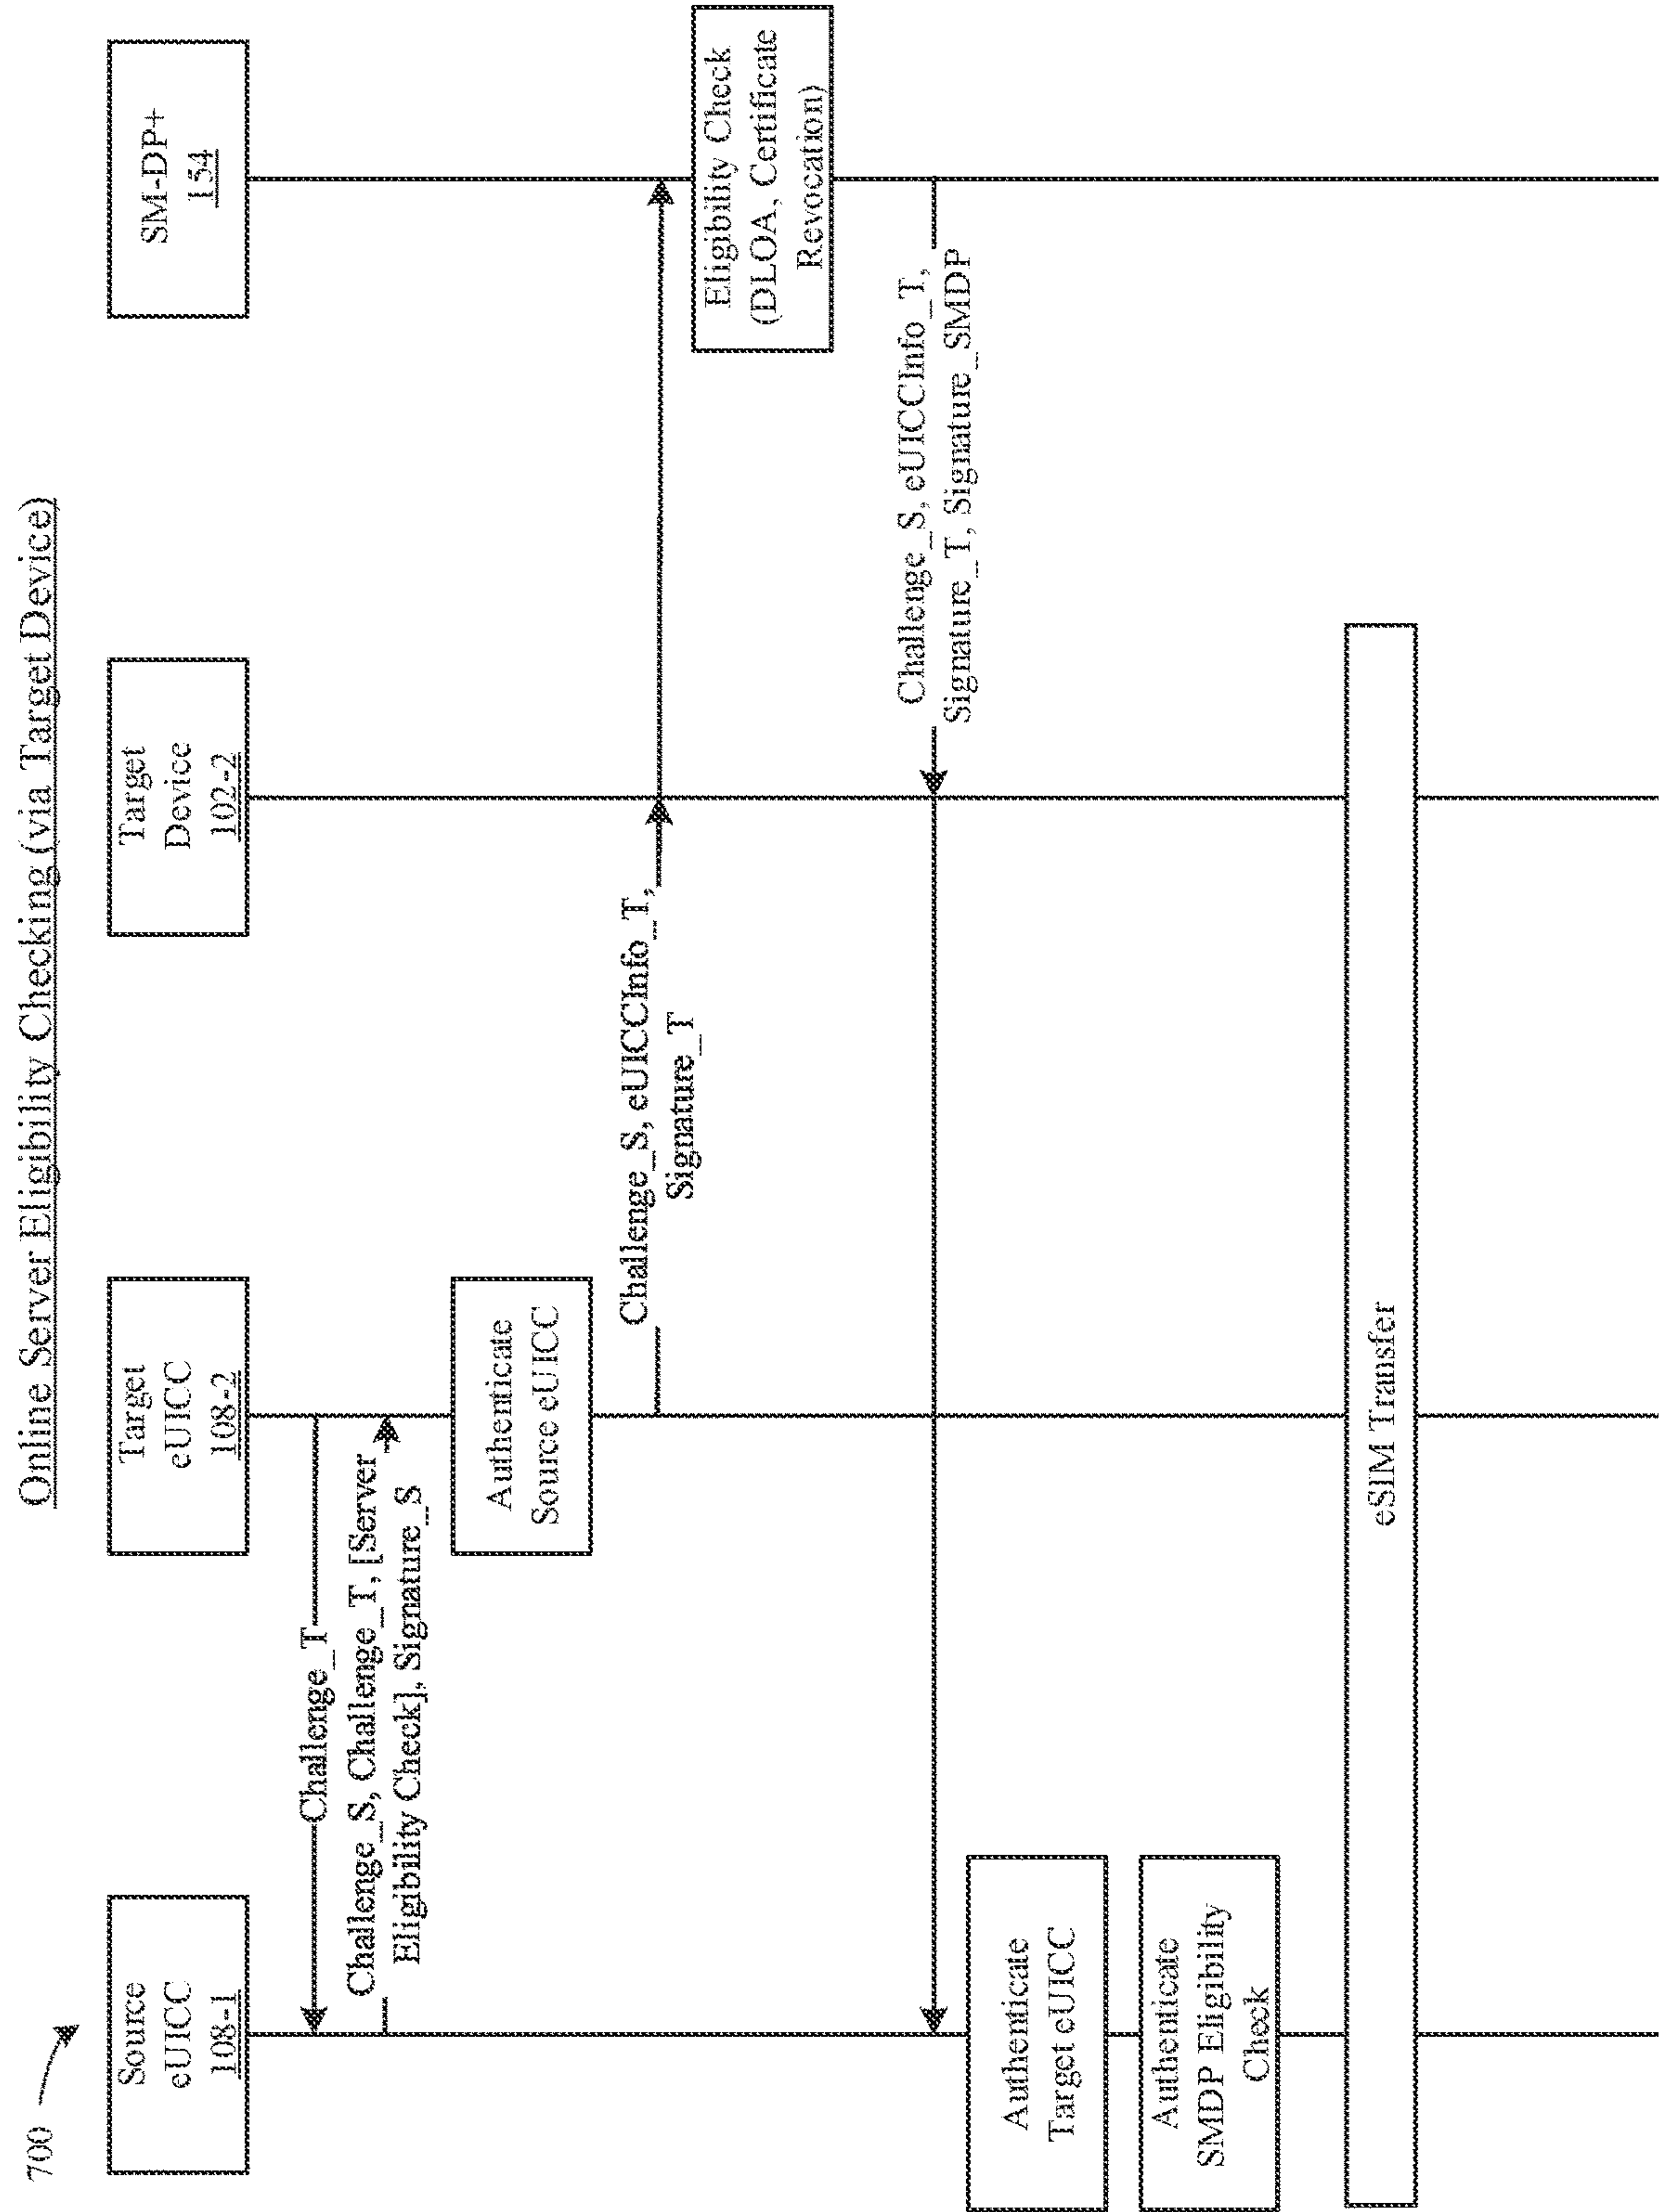 Online Server Eligibility Checking (via Target Device)
700
Source
eUICC
108-1
Target
eUICC
108-2
Target
Device
102-2
SM-DP+
154
Challenge_T
Challenge_S, Challenge_T, [Server
Eligibility Check], Signature_S
Authenticate
Source eUICC
Challenge_S, eUICCInfo_T,
Signature_T
Eligibility Check
(DLOA, Certificate
Revocation)
Challenge_S, eUICCInfo_T,
Signature_T, Signature_SMDP
Authenticate
Target eUICC
Authenticate
SMDP Eligibility
Check
eSIM Transfer